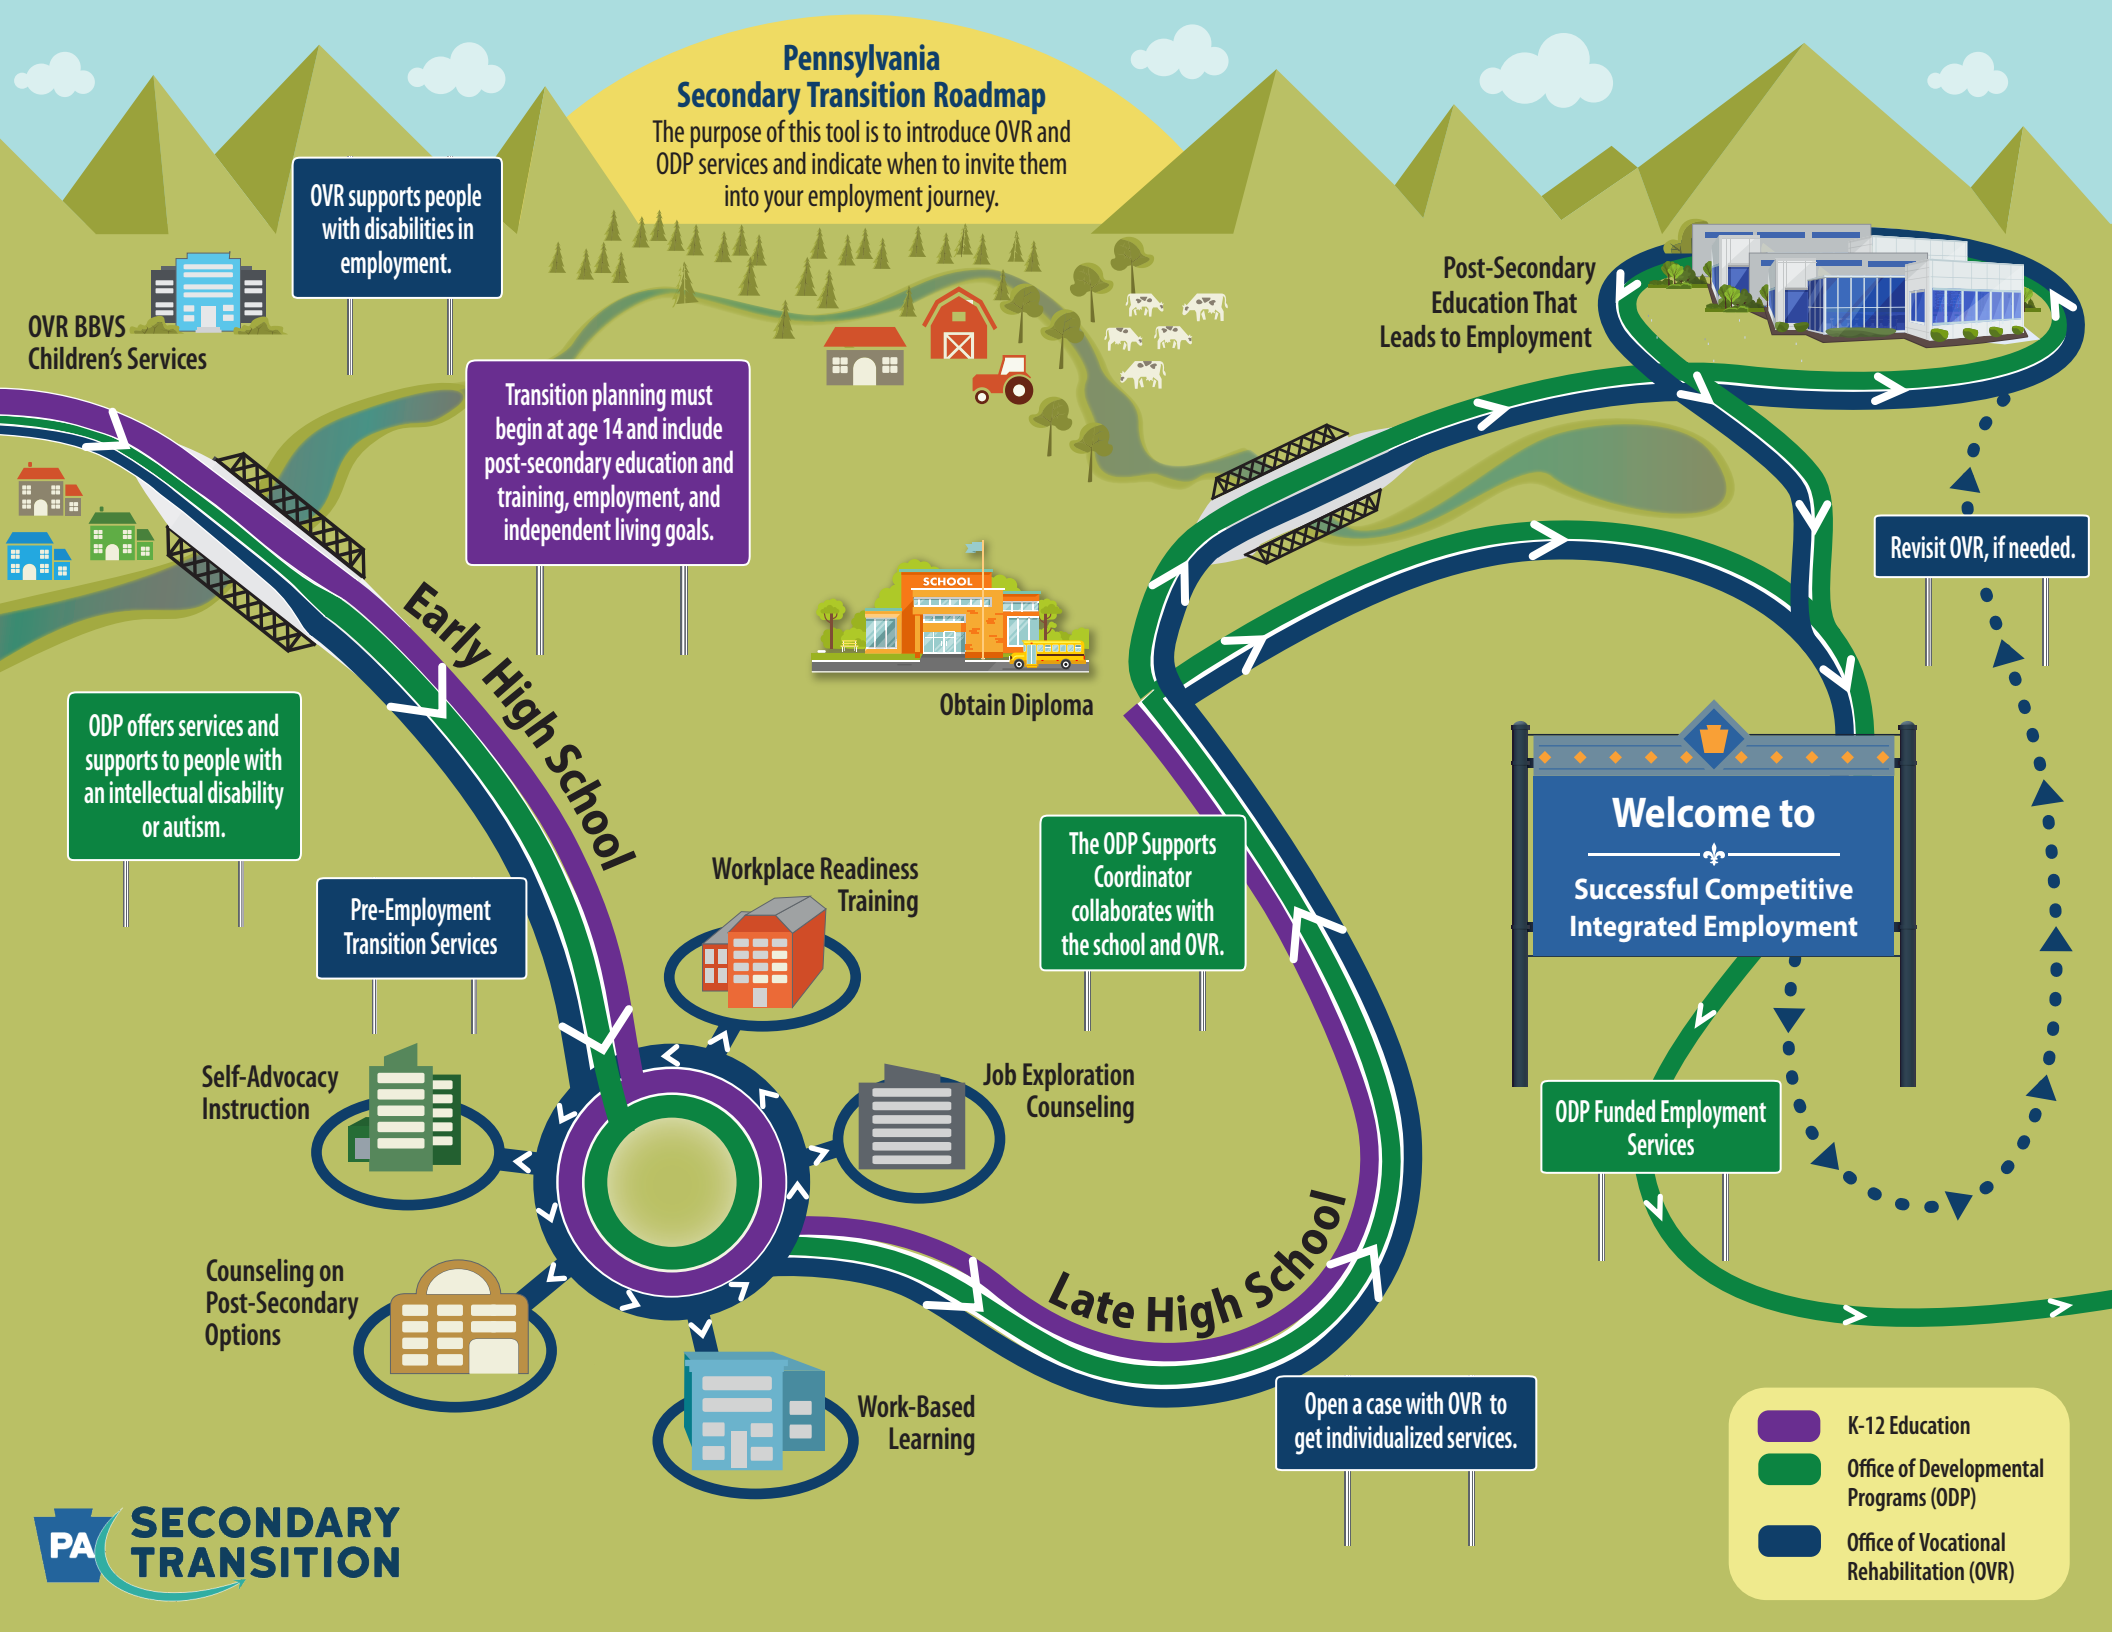 Pennsylvania
Secondary Transition Roadmap
The purpose of this tool is to introduce OVR and
ODP services and indicate when to invite them
into your employment journey.
OVR supports people
with disabilities in
employment.
OVR BBVS
Children's Services
Transition planning must
begin at age 14 and include
post-secondary education and
training, employment, and
independent living goals.
Post-Secondary
Education That
Leads to Employment
Revisit OVR, if needed.
SCHOOL
Obtain Diploma
Early High School
ODP offers services and
supports to people with
an intellectual disability
or autism.
Pre-Employment
Transition Services
Workplace Readiness
Training
The ODP Supports
Coordinator
collaborates with
the school and OVR.
Welcome to
Successful Competitive
Integrated Employment
Self-Advocacy
Instruction
Job Exploration
Counseling
ODP Funded Employment
Services
Counseling on
Post-Secondary
Options
Late High School
Work-Based
Learning
Open a case with OVR to
get individualized services.
K-12 Education
Office of Developmental
Programs (ODP)
Office of Vocational
Rehabilitation (OVR)
PA
SECONDARY
TRANSITION